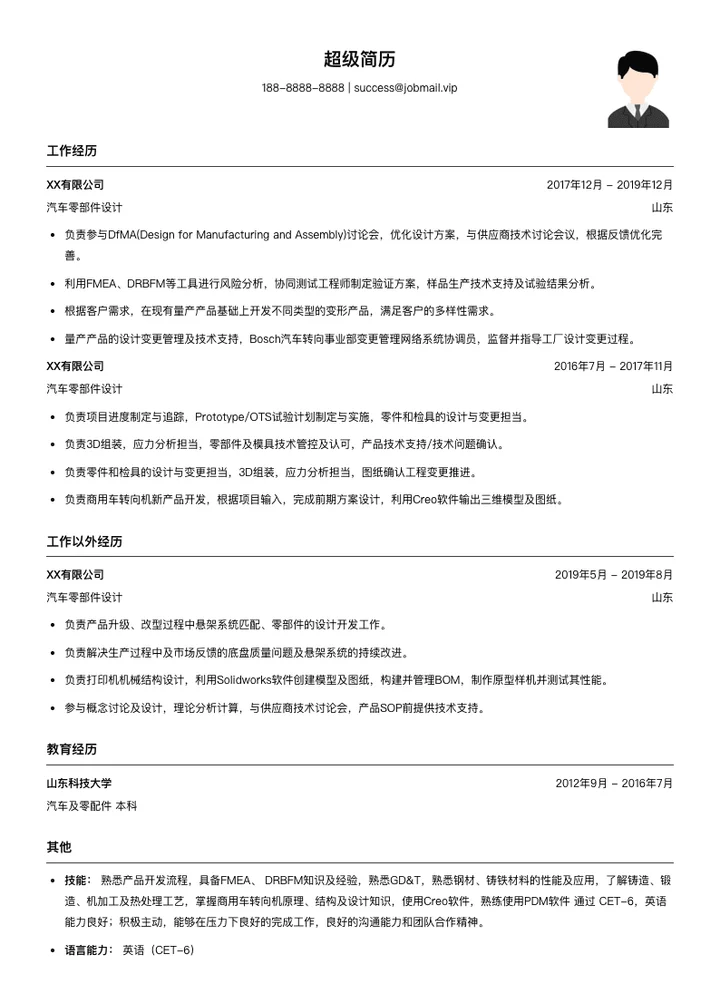 超级简历
188-8888-8888 | success@jobmail.vip
工作经历
XX有限公司 2017年12月 - 2019年12月
汽车零部件设计 山东
• 负责参与DfMA(Design for Manufacturing and Assembly)讨论会，优化设计方案，与供应商技术讨论会议，根据反馈优化完
善。
• 利用FMEA、DRBFM等工具进行风险分析，协同测试工程师制定验证方案，样品生产技术支持及试验结果分析。
• 根据客户需求，在现有量产产品基础上开发不同类型的变形产品，满足客户的多样性需求。
• 量产产品的设计变更管理及技术支持，Bosch汽车转向事业部变更管理网络系统协调员，监督并指导工厂设计变更过程。
XX有限公司 2016年7月 - 2017年11月
汽车零部件设计 山东
• 负责项目进度制定与追踪，Prototype/OTS试验计划制定与实施，零件和检具的设计与变更担当。
• 负责3D组装，应力分析担当，零部件及模具技术管控及认可，产品技术支持/技术问题确认。
• 负责零件和检具的设计与变更担当，3D组装，应力分析担当，图纸确认工程变更推进。
• 负责商用车转向机新产品开发，根据项目输入，完成前期方案设计，利用Creo软件输出三维模型及图纸。
工作以外经历
XX有限公司 2019年5月 - 2019年8月
汽车零部件设计 山东
• 负责产品升级、改型过程中悬架系统匹配、零部件的设计开发工作。
• 负责解决生产过程中及市场反馈的底盘质量问题及悬架系统的持续改进。
• 负责打印机机械结构设计，利用Solidworks软件创建模型及图纸，构建并管理BOM，制作原型样机并测试其性能。
• 参与概念讨论及设计，理论分析计算，与供应商技术讨论会，产品SOP前提供技术支持。
教育经历
山东科技大学 2012年9月 - 2016年7月
汽车及零配件 本科
其他
• 技能： 熟悉产品开发流程，具备FMEA、 DRBFM知识及经验，熟悉GD&T，熟悉钢材、铸铁材料的性能及应用，了解铸造、锻
造、机加工及热处理工艺，掌握商用车转向机原理、结构及设计知识，使用Creo软件，熟练使用PDM软件 通过 CET-6，英语
能力良好；积极主动，能够在压力下良好的完成工作，良好的沟通能力和团队合作精神。
• 语言能力： 英语（CET-6）